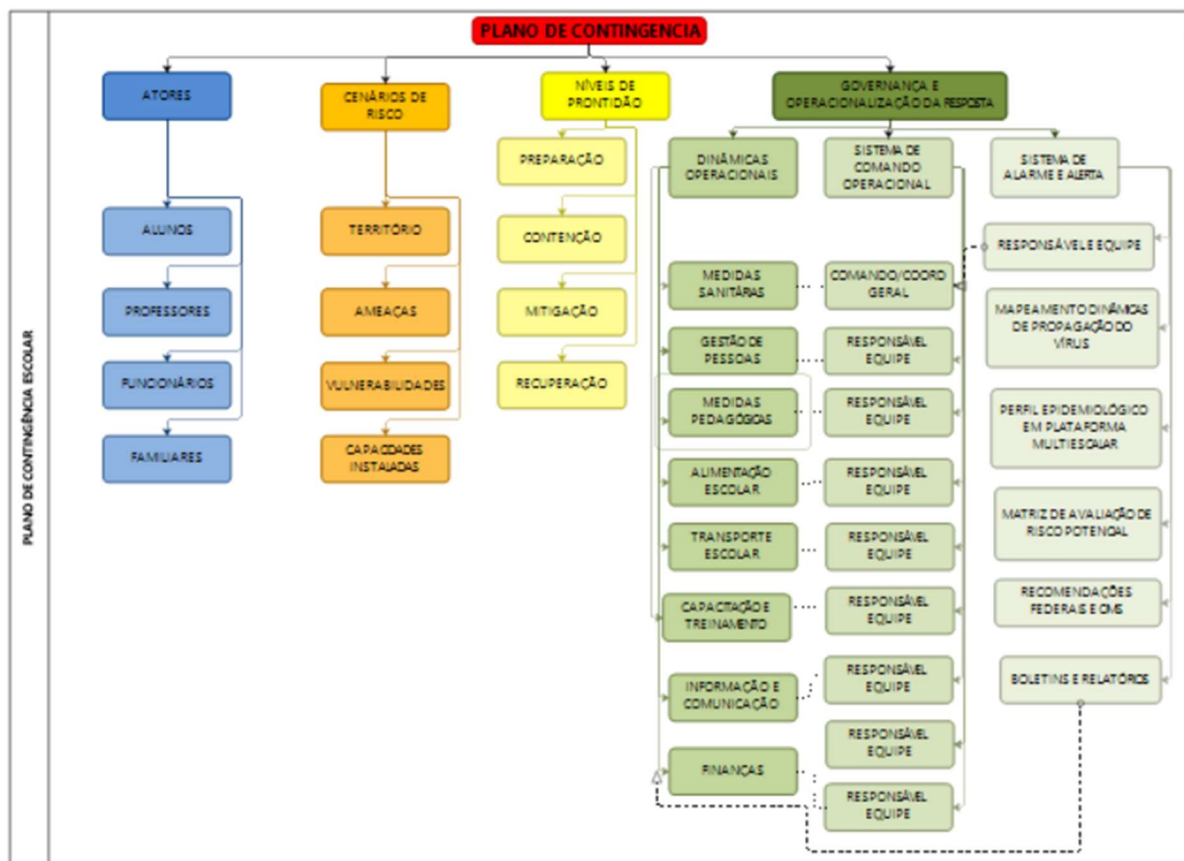 PLANO DE CONTINGÊNCIA ESCOLAR
PLANO DE CONTINGENCIA
ATORES
ALUNOS
PROFESSORES
FUNCIONÁRIOS
FAMILIARES
CENÁRIOS DE
RISCO
TERRITÓRIO
AMEAÇAS
VULNERABILIDADES
CAPACIDADES
INSTALADAS
NÍVEIS DE
PRONTIDÃO
PREPARAÇÃO
CONTENÇÃO
MITIGAÇÃO
RECUPERAÇÃO
GOVERNANÇA E
OPERACIONALIZAÇÃO DA RESPOSTA
DINÂMICAS
OPERACIONAIS
MEDIDAS
SANITÁRIAS
GESTÃO DE
PESSOAS
MEDIDAS
PEDAGÓGICAS
ALIMENTAÇÃO
ESCOLAR
TRANSPORTE
ESCOLAR
CAPACITAÇÃO E
TREINAMENTO
INFORMAÇÃO E
COMUNICAÇÃO
FINANÇAS
SISTEMA DE
COMANDO
OPERACIONAL
COMANDO/COORD
GERAL
RESPONSÁVEL
EQUIPE
RESPONSÁVEL
EQUIPE
RESPONSÁVEL
EQUIPE
RESPONSÁVEL
EQUIPE
RESPONSÁVEL
EQUIPE
RESPONSÁVEL
EQUIPE
RESPONSÁVEL
EQUIPE
RESPONSÁVEL
EQUIPE
SISTEMA DE
ALARME E ALERTA
RESPONSÁVEL E EQUIPE
MAPEAMENTO DINÂMICAS
DE PROPAGAÇÃO DO
VÍRUS
PERFIL EPIDEMIOLÓGICO
EM PLATAFORMA
MULTIESCALAR
MATRIZ DE AVALIAÇÃO DE
RISCO POTENCIAL
RECOMENDAÇÕES
FEDERAIS E OMS
BOLETINS E RELATÓRIOS